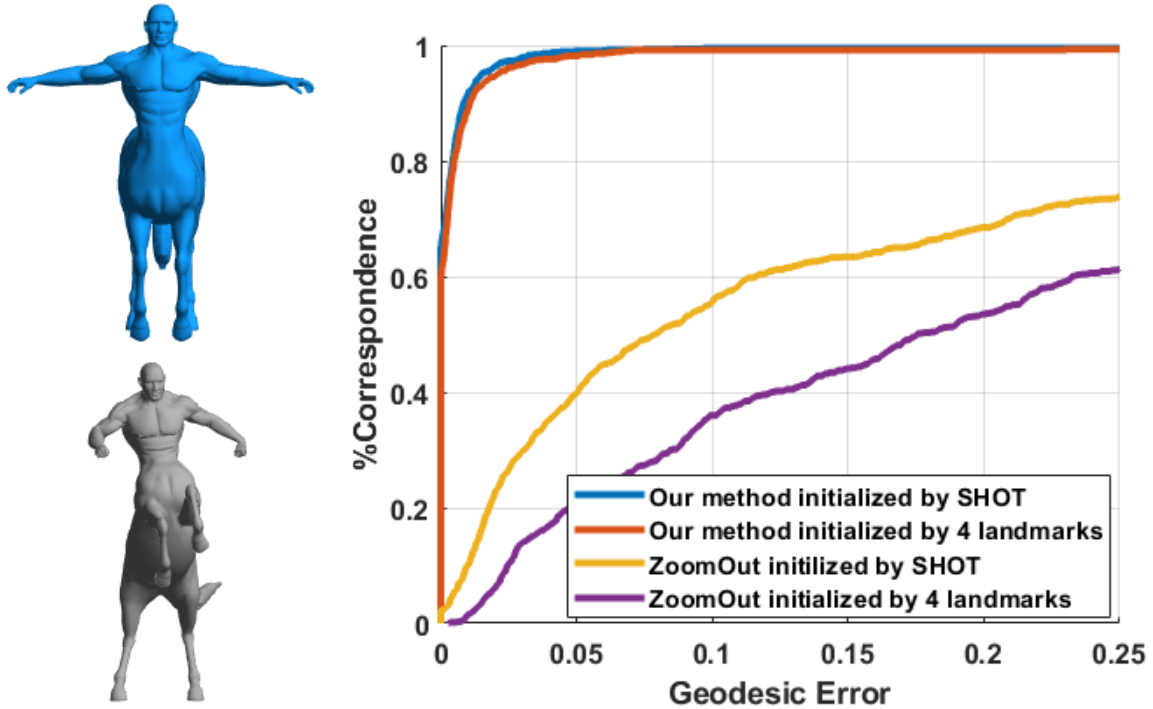 1
0.8
0.6
0.4
0.2
0
%Correspondence
Our method initialized by SHOT
Our method initialized by 4 landmarks
ZoomOut initilized by SHOT
ZoomOut initialized by 4 landmarks
0 0.05 0.1 0.15 0.2 0.25
Geodesic Error